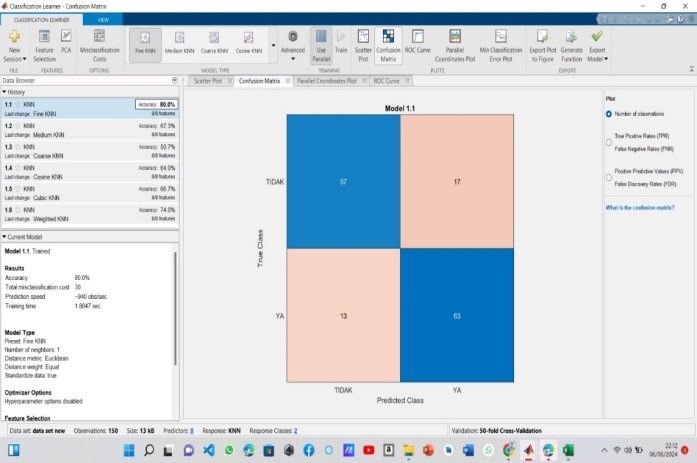 Classification Learner - Confusion Matrix
CLASSIFICATION LEARNER VIEW
New Session
Feature Selection
PCA
Misclassification Costs
Fine KNN
Medium KNN
Coarse KNN
Cosine KNN
Advanced
Use Parallel
Train
Scatter Plot
Confusion Matrix
ROC Curve
Parallel Coordinates Plot
Min Classification Error Plot
Export Plot to Figure
Generate Function
Export Model
FILE FEATURES OPTIONS MODEL TYPE TRAINING PLOTS EXPORT
Data Browser
Scatter Plot Confusion Matrix Parallel Coordinates Plot ROC Curve
History
1.1 KNN Accuracy: 80.0%
Last change: Fine KNN 8/8 features
1.2 KNN Accuracy: 67.3%
Last change: Medium KNN 8/8 features
1.3 KNN Accuracy: 50.7%
Last change: Coarse KNN 8/8 features
1.4 KNN Accuracy: 64.0%
Last change: Cosine KNN 8/8 features
1.5 KNN Accuracy: 66.7%
Last change: Cubic KNN 8/8 features
1.6 KNN Accuracy: 74.0%
Last change: Weighted KNN 8/8 features
Current Model
Model 1.1: Trained
Results
Accuracy 80.0%
Total misclassification cost 30
Prediction speed ~940 obs/sec
Training time 1.8047 sec
Model Type
Preset: Fine KNN
Number of neighbors: 1
Distance metric: Euclidean
Distance weight: Equal
Standardize data: true
Optimizer Options
Hyperparameter options disabled
Feature Selection
Model 1.1
TIDAK 57 17
YA 13 63
TIDAK YA
True Class
Predicted Class
Plot
Number of observations
True Positive Rates (TPR)
False Negative Rates (FNR)
Positive Predictive Values (PPV)
False Discovery Rates (FDR)
What is the confusion matrix?
Data set: data set new Observations: 150 Size: 13 kB Predictors: 8 Response: KNN Response Classes: 2 Validation: 50-fold Cross-Validation
22:12
06/06/2024